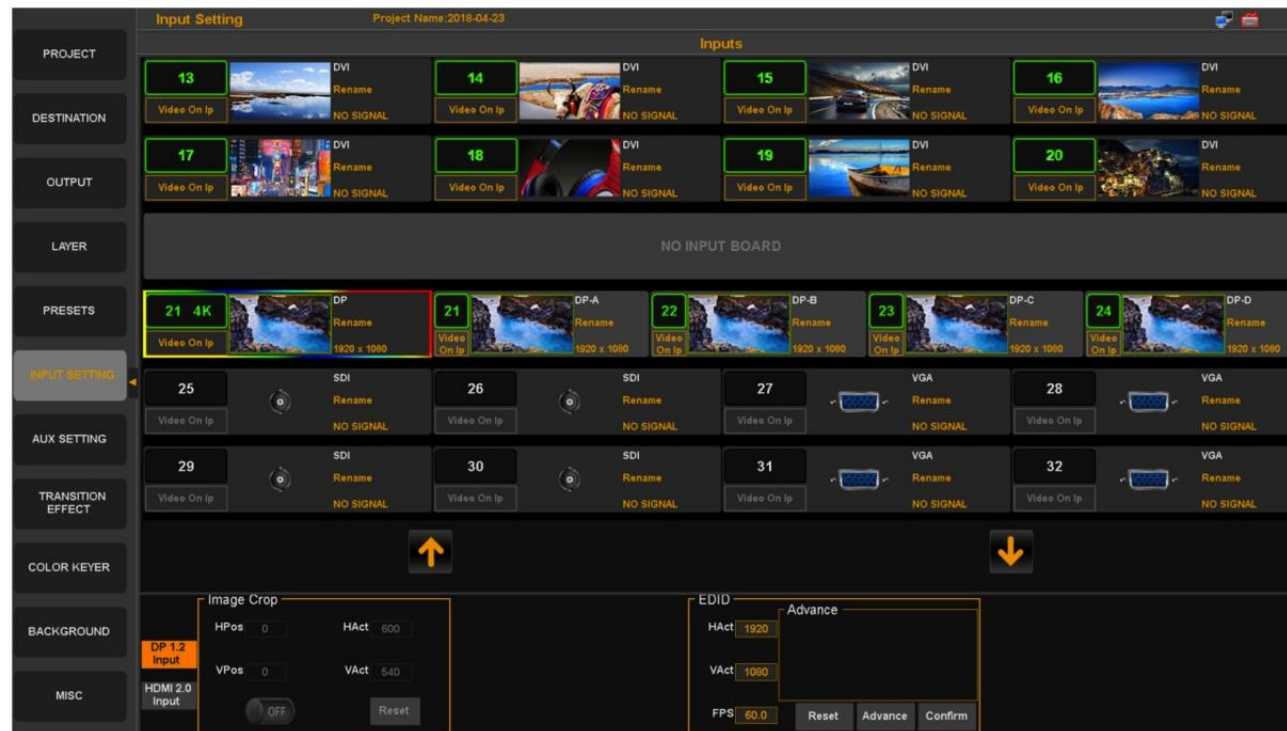 Input Setting
Project Name:2018-04-23
PROJECT
DESTINATION
OUTPUT
LAYER
PRESETS
INPUT SETTING
AUX SETTING
TRANSITION
EFFECT
COLOR KEYER
BACKGROUND
MISC
Inputs
13
Video On Ip
DVI
Rename
NO SIGNAL
14
Video On Ip
DVI
Rename
NO SIGNAL
15
Video On Ip
DVI
Rename
NO SIGNAL
16
Video On Ip
DVI
Rename
NO SIGNAL
17
Video On Ip
DVI
Rename
NO SIGNAL
18
Video On Ip
DVI
Rename
NO SIGNAL
19
Video On Ip
DVI
Rename
NO SIGNAL
20
Video On Ip
DVI
Rename
NO SIGNAL
NO INPUT BOARD
21 4K
Video On Ip
DP
Rename
1920 x 1080
21
Video
On Ip
DP-A
Rename
1920 x 1080
22
Video
On Ip
DP-B
Rename
1920 x 1080
23
Video
On Ip
DP-C
Rename
1920 x 1080
24
Video
On Ip
DP-D
Rename
1920 x 1080
25
Video On Ip
SDI
Rename
NO SIGNAL
26
Video On Ip
SDI
Rename
NO SIGNAL
27
Video On Ip
VGA
Rename
NO SIGNAL
28
Video On Ip
VGA
Rename
NO SIGNAL
29
Video On Ip
SDI
Rename
NO SIGNAL
30
Video On Ip
SDI
Rename
NO SIGNAL
31
Video On Ip
VGA
Rename
NO SIGNAL
32
Video On Ip
VGA
Rename
NO SIGNAL
DP 1.2
Input
HDMI 2.0
Input
Image Crop
HPos 0 HAct 600
VPos 0 VAct 540
OFF Reset
EDID
HAct 1920
VAct 1080
FPS 60.0
Advance
Reset Advance Confirm